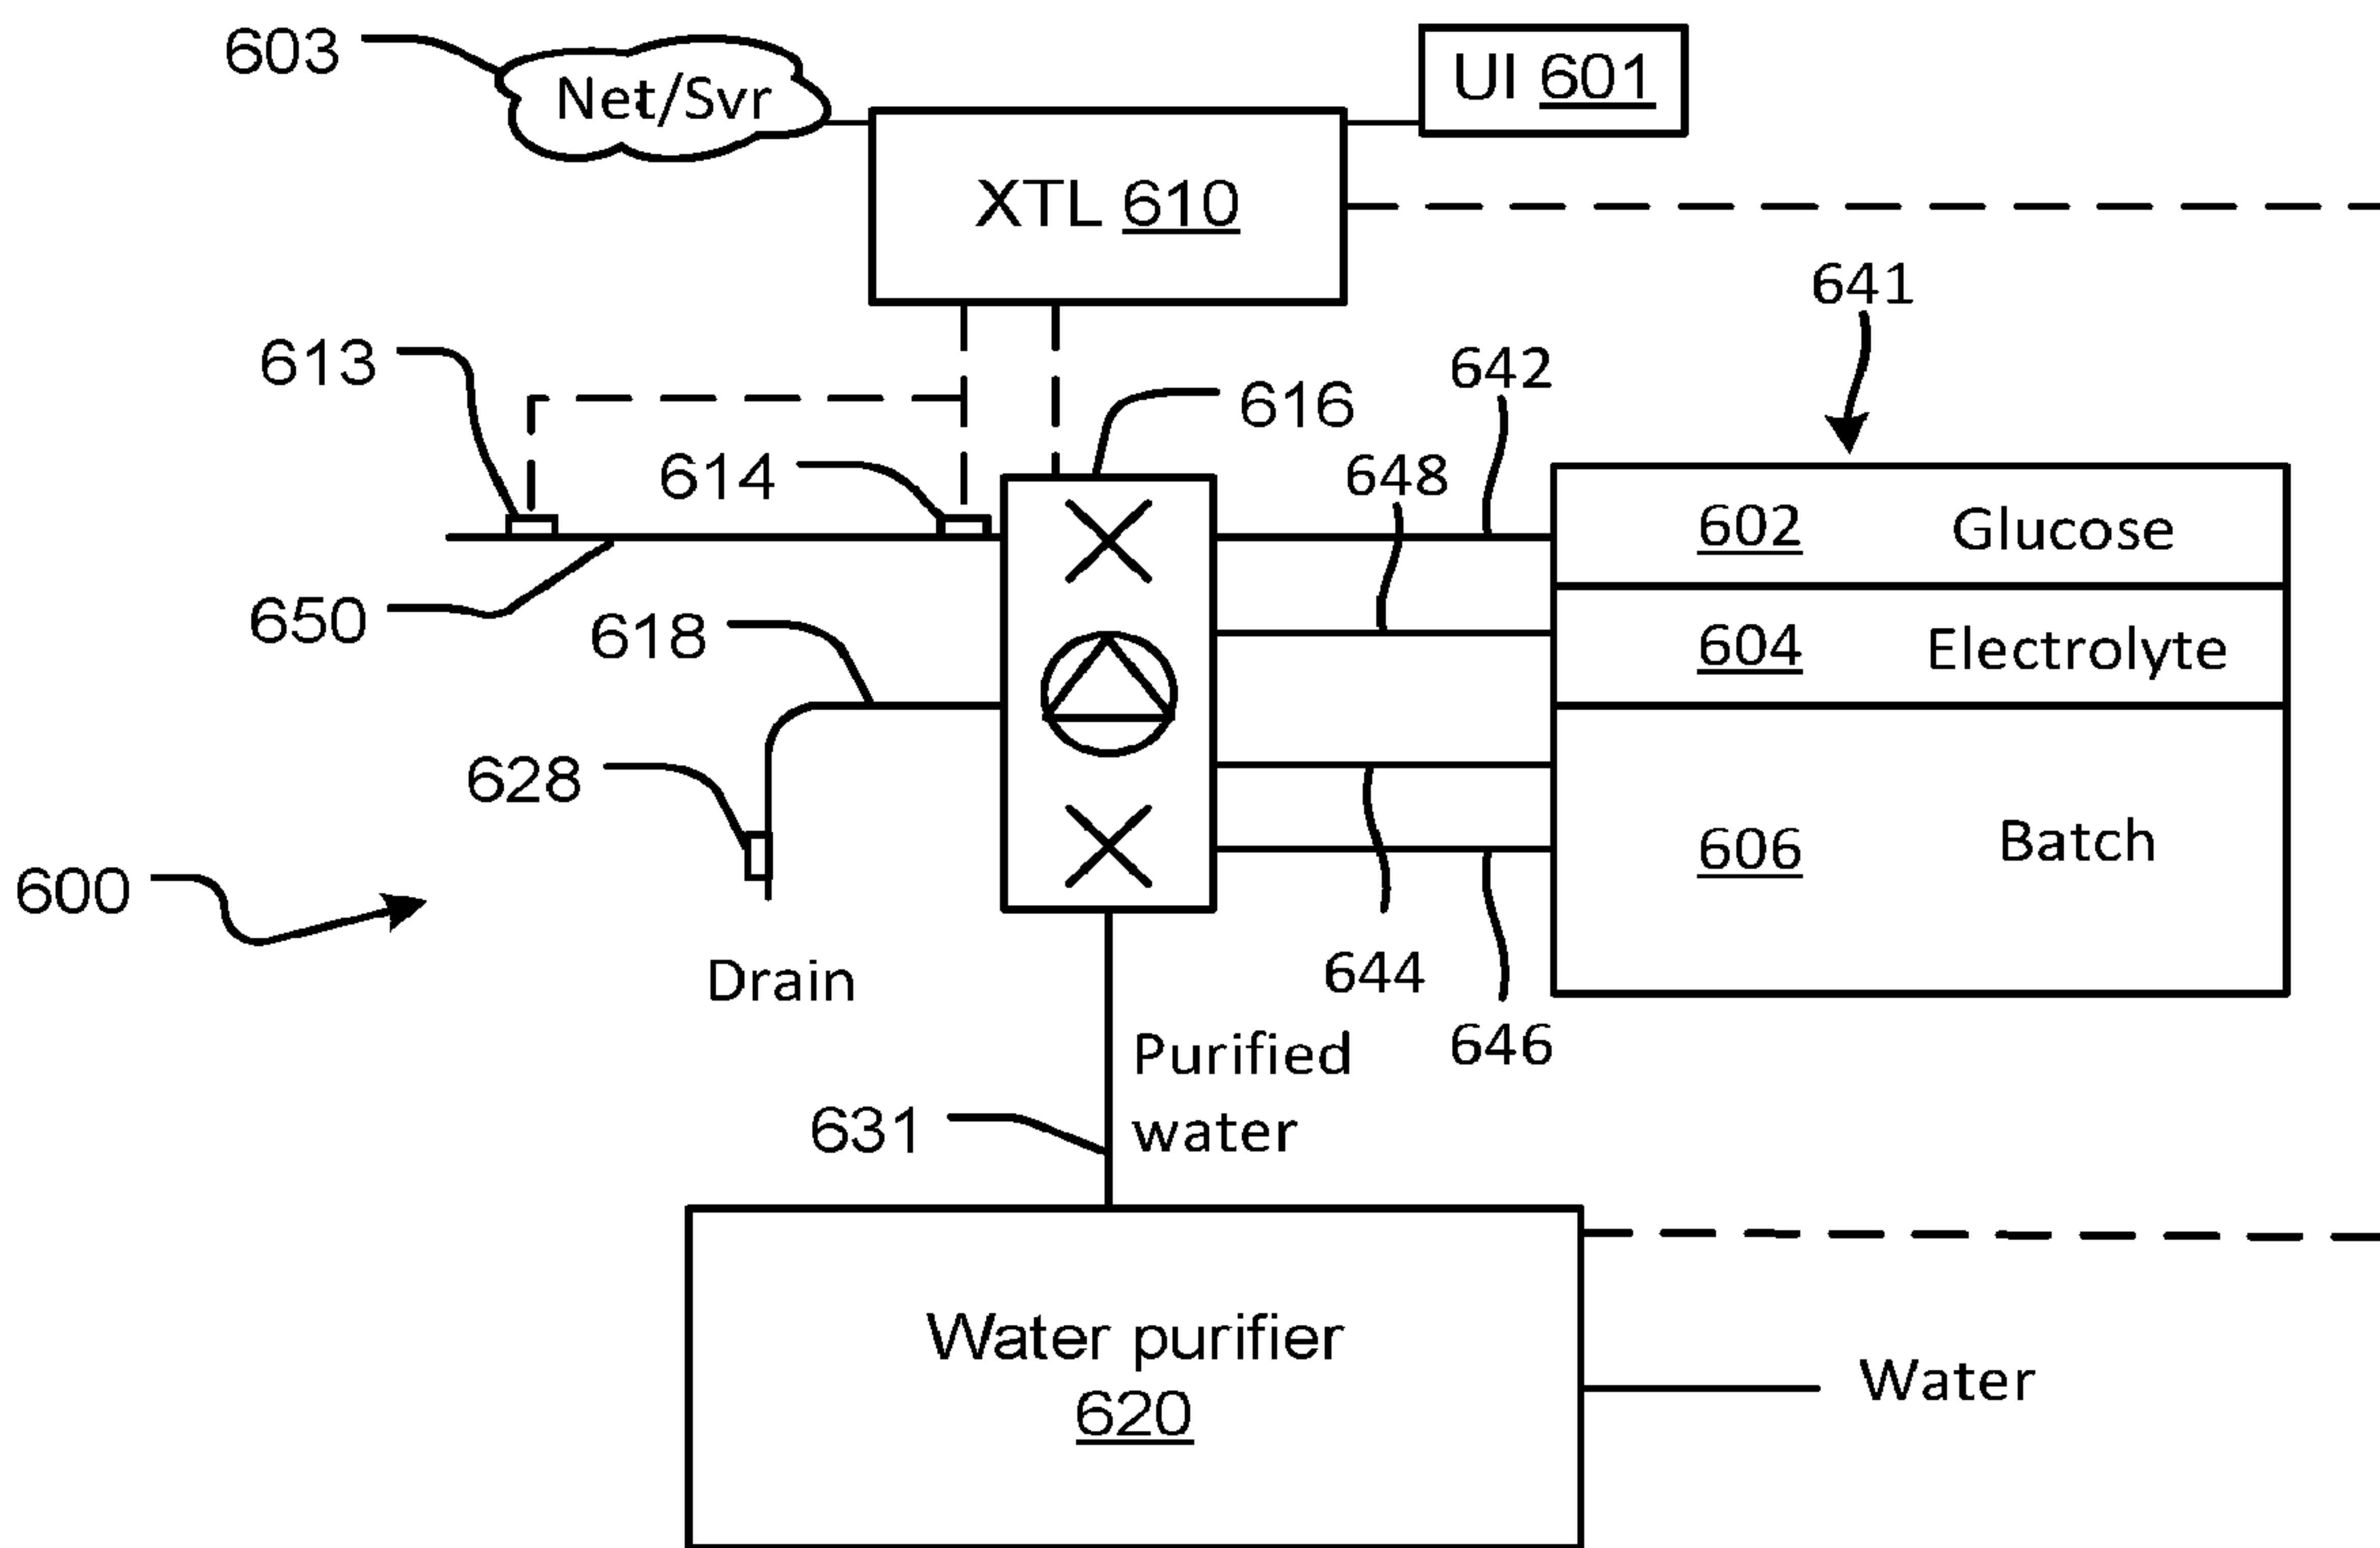 603
Net/Svr
UI 601
XTL 610
641
613
642
616
614
648
602 Glucose
650
618
604 Electrolyte
628
606 Batch
600
Drain
644
646
Purified
water
631
Water purifier
620
Water